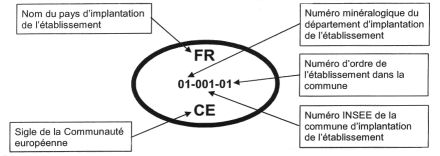 Nom du pays d'implantation
de l'établissement
Numéro minéralogique du
département d'implantation
de l'établissement
FR
01-001-01
CE
Numéro d'ordre de
l'établissement dans la
commune
Numéro INSEE de la
commune d'implantation
de l'établissement
Sigle de la Communauté
européenne